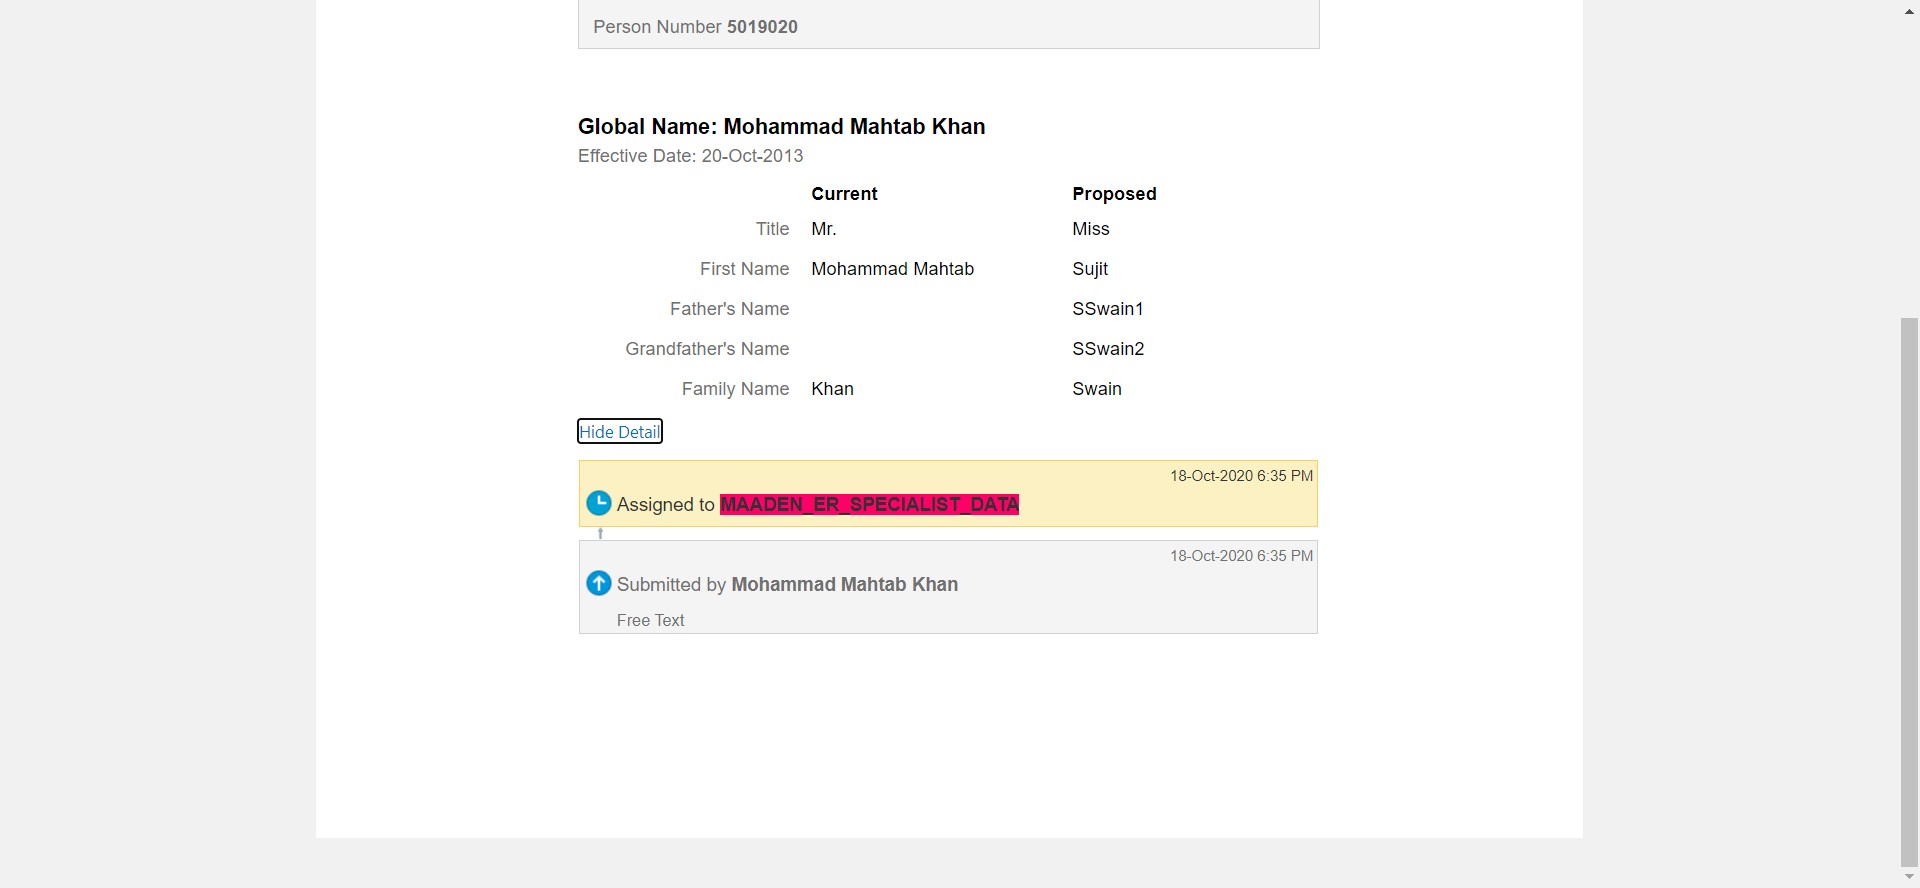 Person Number 5019020
Global Name: Mohammad Mahtab Khan
Effective Date: 20-Oct-2013
Current Proposed
Title Mr. Miss
First Name Mohammad Mahtab Sujit
Father's Name SSwain1
Grandfather's Name SSwain2
Family Name Khan Swain
Hide Detail
18-Oct-2020 6:35 PM
Assigned to MAADEN_ER_SPECIALIST_DATA
18-Oct-2020 6:35 PM
Submitted by Mohammad Mahtab Khan
Free Text